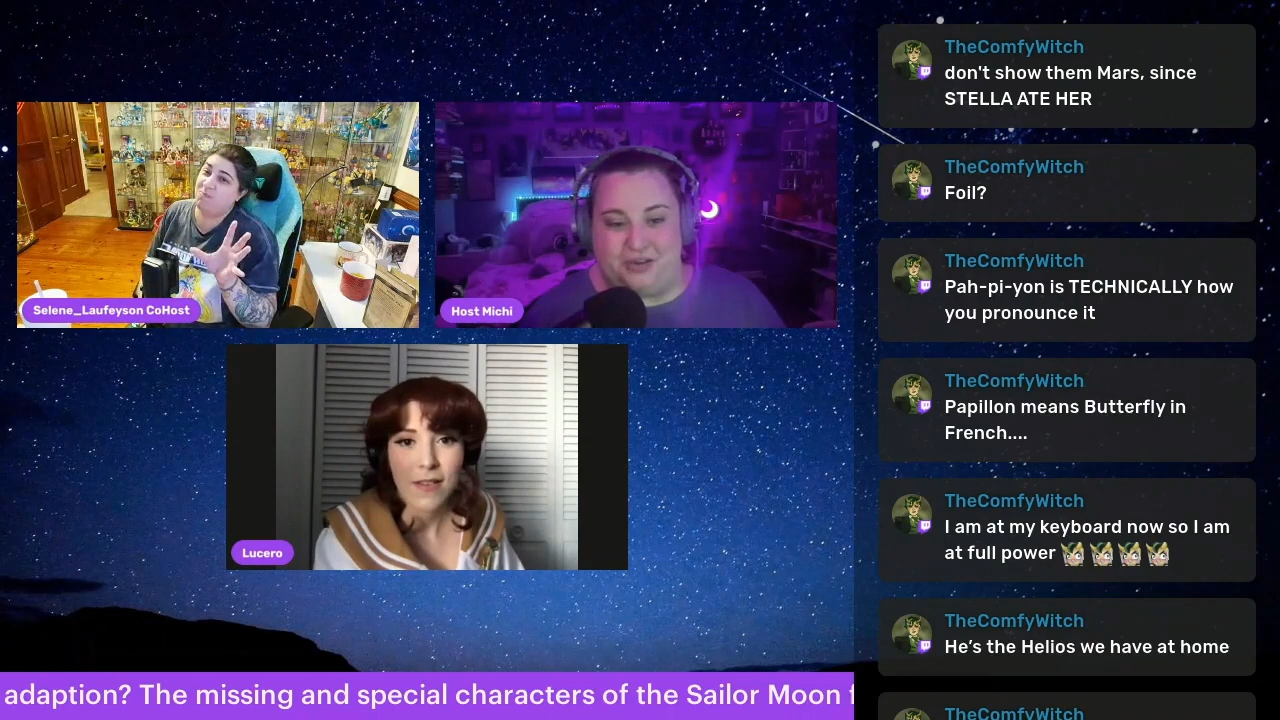 Selene_Laufeyson CoHost
Host Michi
Lucero
adaption? The missing and special characters of the Sailor Moon
TheComfyWitch
don't show them Mars, since
STELLA ATE HER
TheComfyWitch
Foil?
TheComfyWitch
Pah-pi-yon is TECHNICALLY how
you pronounce it
TheComfyWitch
Papillon means Butterfly in
French....
TheComfyWitch
I am at my keyboard now so I am
at full power
TheComfyWitch
He’s the Helios we have at home
TheComfyWitch